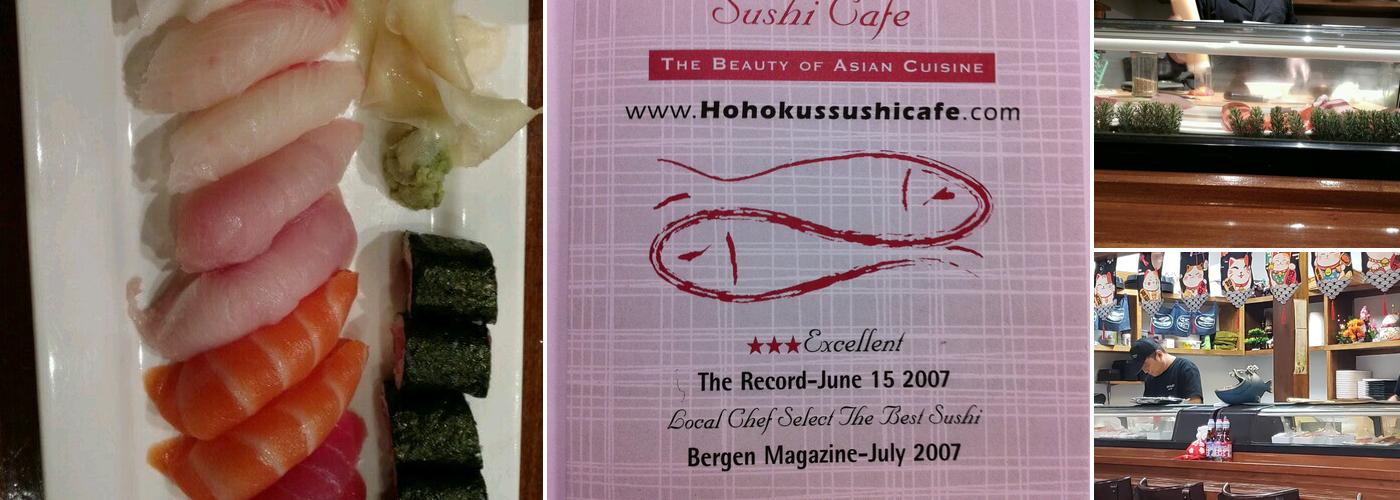 Sushi Cafe
THE BEAUTY OF ASIAN CUISINE
www.Hohokussushicafe.com
★★★Excellent
The Record-June 15 2007
Local Chef Select The Best Sushi
Bergen Magazine-July 2007